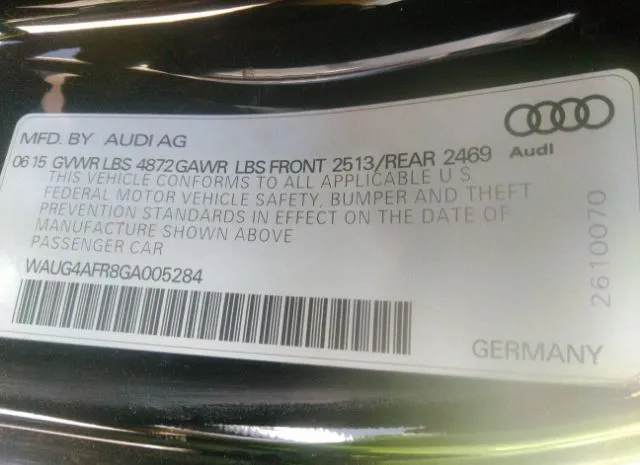 MFD. BY AUDI AG
0615 GVWR LBS 4872 GAWR LBS FRONT 2513/REAR 2469
Audi
THIS VEHICLE CONFORMS TO ALL APPLICABLE U S
FEDERAL MOTOR VEHICLE SAFETY, BUMPER AND THEFT
PREVENTION STANDARDS IN EFFECT ON THE DATE OF
MANUFACTURE SHOWN ABOVE
PASSENGER CAR
WAUG4AFR8GA005284
2610070
GERMANY